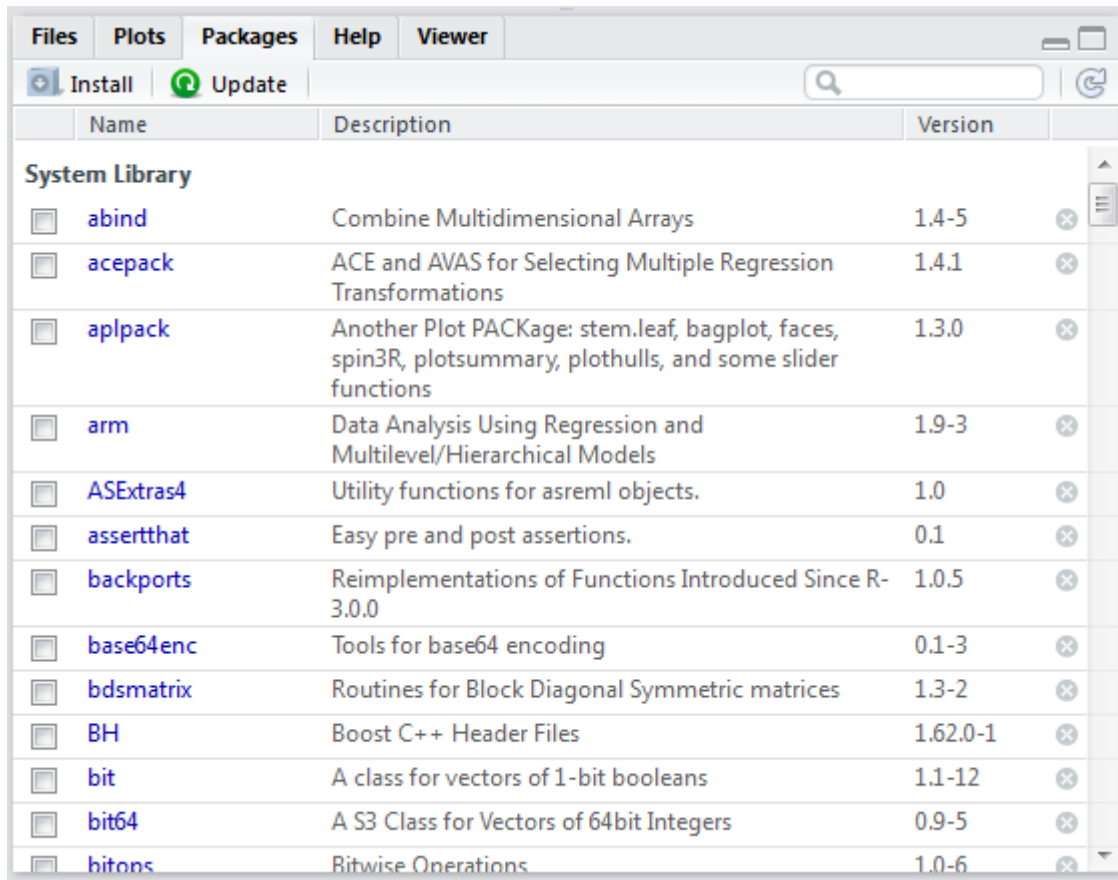 Files Plots Packages Help Viewer
Install Update
Name Description Version
System Library
abind Combine Multidimensional Arrays 1.4-5
acepack ACE and AVAS for Selecting Multiple Regression 1.4.1
Transformations
aplpack Another Plot PACKage: stem.leaf, bagplot, faces, 1.3.0
spin3R, plotsummary, plothulls, and some slider
functions
arm Data Analysis Using Regression and 1.9-3
Multilevel/Hierarchical Models
ASExtras4 Utility functions for asreml objects. 1.0
assertthat Easy pre and post assertions. 0.1
backports Reimplementations of Functions Introduced Since R- 1.0.5
3.0.0
base64enc Tools for base64 encoding 0.1-3
bdsmatrix Routines for Block Diagonal Symmetric matrices 1.3-2
BH Boost C++ Header Files 1.62.0-1
bit A class for vectors of 1-bit booleans 1.1-12
bit64 A S3 Class for Vectors of 64bit Integers 0.9-5
bitops Bitwise Operations 1.0-6